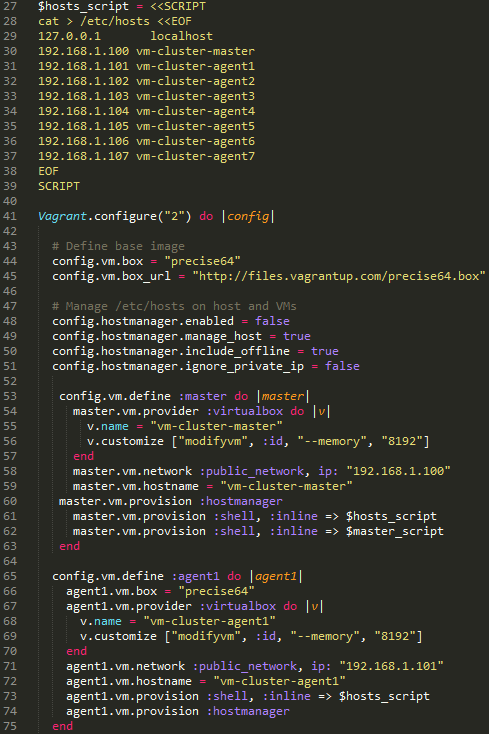 27 $hosts_script = <<SCRIPT
28 cat > /etc/hosts <<EOF
29 127.0.0.1       localhost
30 192.168.1.100 vm-cluster-master
31 192.168.1.101 vm-cluster-agent1
32 192.168.1.102 vm-cluster-agent2
33 192.168.1.103 vm-cluster-agent3
34 192.168.1.104 vm-cluster-agent4
35 192.168.1.105 vm-cluster-agent5
36 192.168.1.106 vm-cluster-agent6
37 192.168.1.107 vm-cluster-agent7
38 EOF
39 SCRIPT
40
41 Vagrant.configure("2") do |config|
42
43   # Define base image
44   config.vm.box = "precise64"
45   config.vm.box_url = "http://files.vagrantup.com/precise64.box"
46
47   # Manage /etc/hosts on host and VMs
48   config.hostmanager.enabled = false
49   config.hostmanager.manage_host = true
50   config.hostmanager.include_offline = true
51   config.hostmanager.ignore_private_ip = false
52
53    config.vm.define :master do |master|
54      master.vm.provider :virtualbox do |v|
55        v.name = "vm-cluster-master"
56        v.customize ["modifyvm", :id, "--memory", "8192"]
57      end
58      master.vm.network :public_network, ip: "192.168.1.100"
59      master.vm.hostname = "vm-cluster-master"
60    master.vm.provision :hostmanager
61      master.vm.provision :shell, :inline => $hosts_script
62      master.vm.provision :shell, :inline => $master_script
63    end
64
65   config.vm.define :agent1 do |agent1|
66     agent1.vm.box = "precise64"
67     agent1.vm.provider :virtualbox do |v|
68       v.name = "vm-cluster-agent1"
69       v.customize ["modifyvm", :id, "--memory", "8192"]
70     end
71     agent1.vm.network :public_network, ip: "192.168.1.101"
72     agent1.vm.hostname = "vm-cluster-agent1"
73     agent1.vm.provision :shell, :inline => $hosts_script
74     agent1.vm.provision :hostmanager
75   end